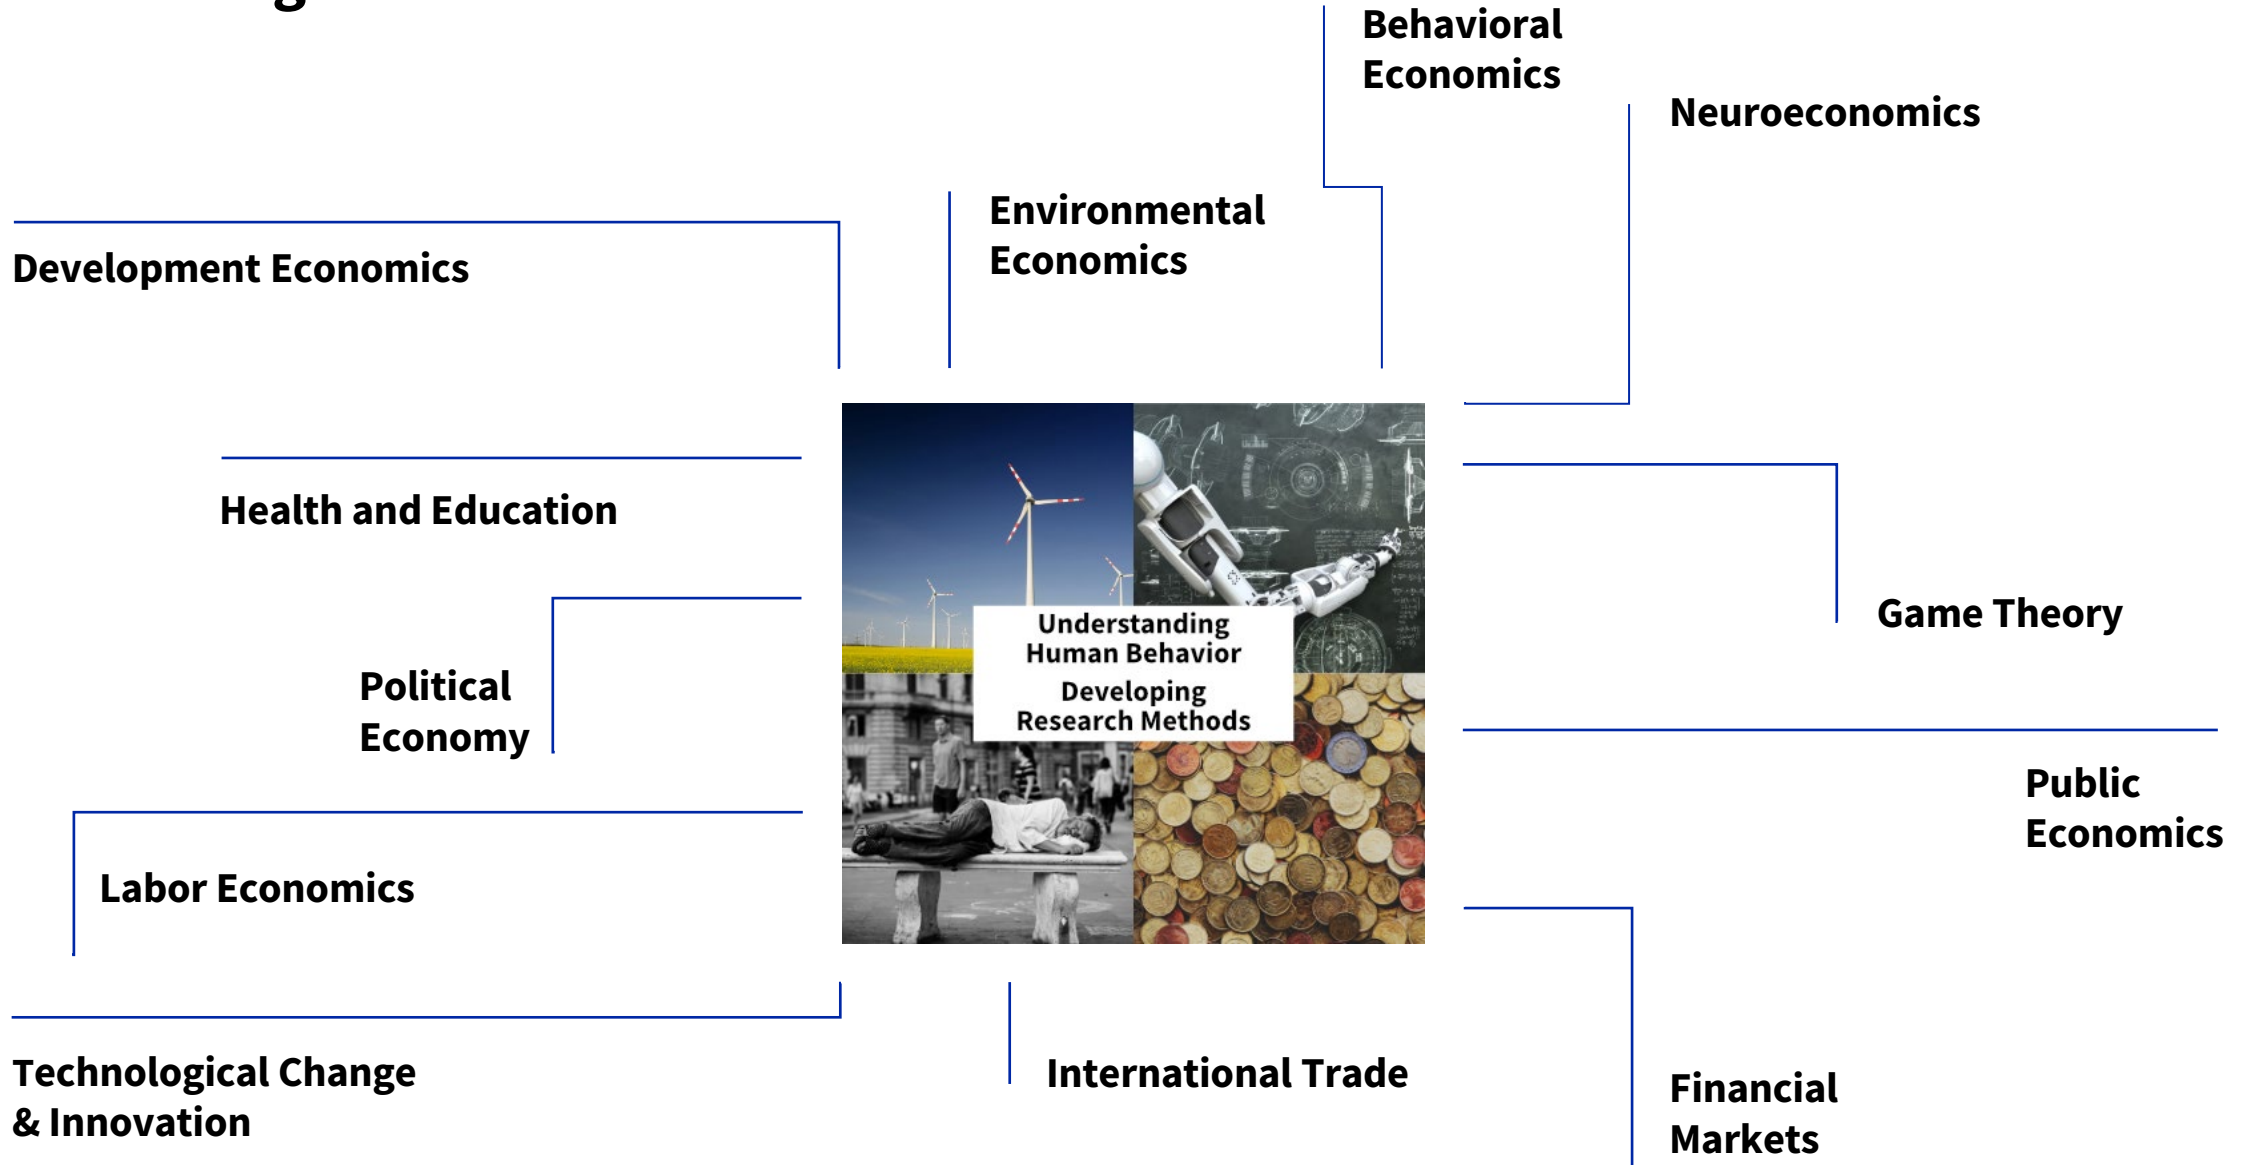 Behavioral
Economics
Neuroeconomics
Environmental
Economics
Development Economics
Health and Education
Understanding
Human Behavior
Developing
Research Methods
Game Theory
Political
Economy
Public
Economics
Labor Economics
Technological Change
& Innovation
International Trade
Financial
Markets